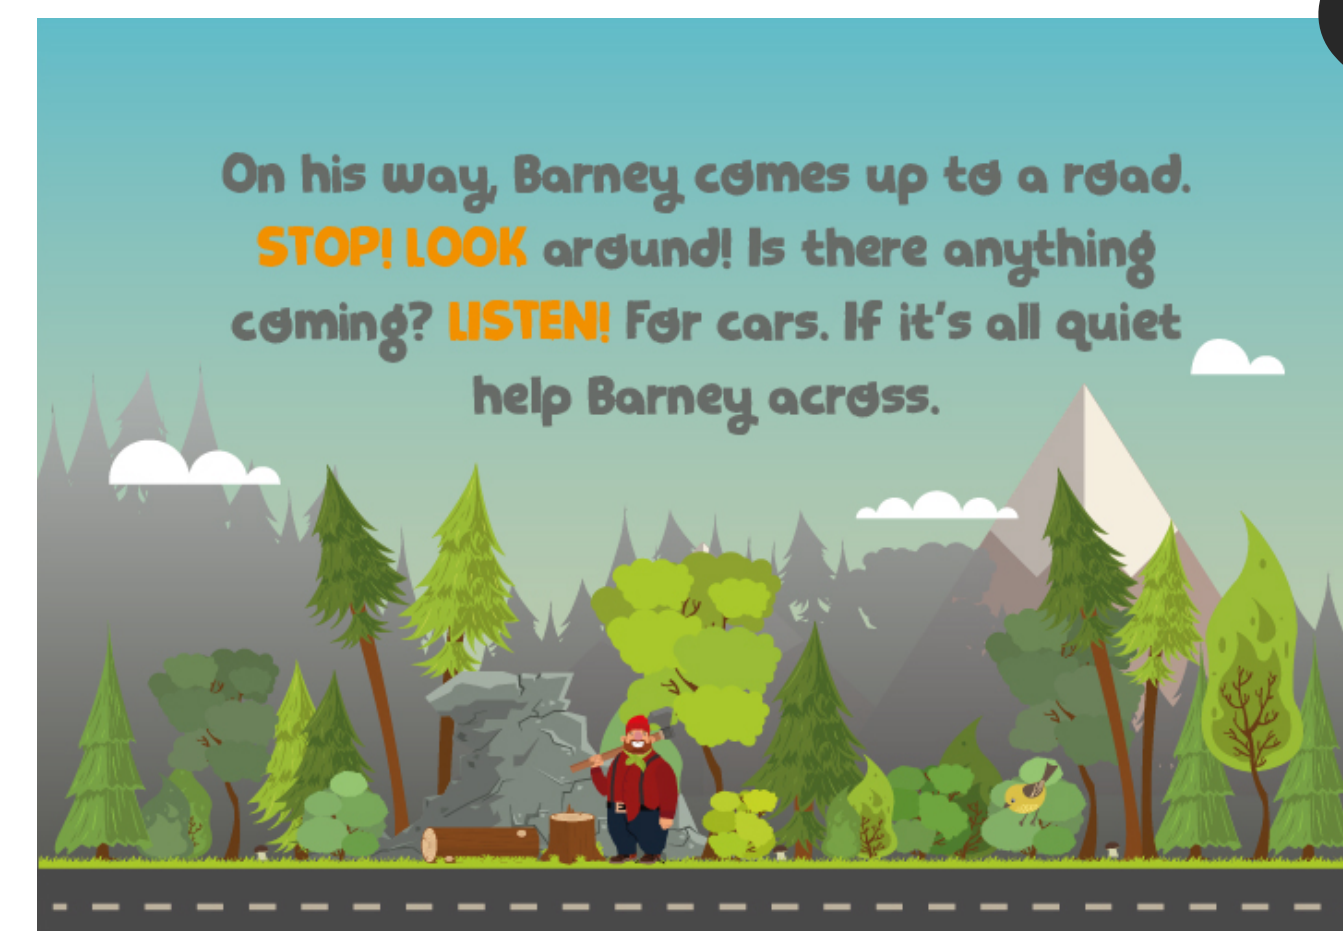 On his way, Barney comes up to a road.
STOP! LOOK around! Is there anything
coming? LISTEN! For cars. If it's all quiet
help Barney across.